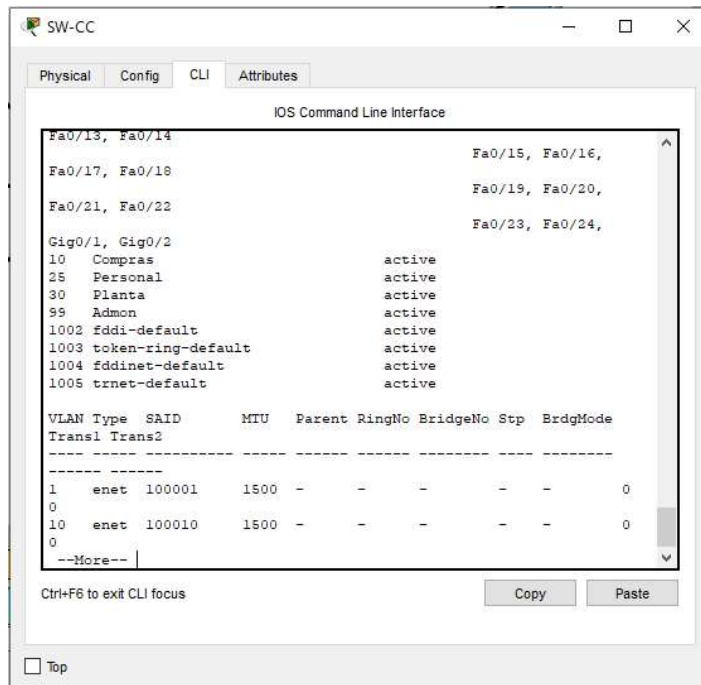 SW-CC
Physical Config CLI Attributes
IOS Command Line Interface
Fa0/13, Fa0/14
Fa0/15, Fa0/16,
Fa0/17, Fa0/18
Fa0/19, Fa0/20,
Fa0/21, Fa0/22
Fa0/23, Fa0/24,
Gig0/1, Gig0/2
10 Compras active
25 Personal active
30 Planta active
99 Admon active
1002 fddi-default active
1003 token-ring-default active
1004 fddinet-default active
1005 trnet-default active
VLAN Type SAID MTU Parent RingNo BridgeNo Stp BrdgMode
Trans1 Trans2
---- ----- ---------- ----- ------ ------ -------- ---- --------
------ ------
1 enet 100001 1500 - - - - - 0
0
10 enet 100010 1500 - - - - - 0
0
--More--
Ctrl+F6 to exit CLI focus
Copy Paste
Top